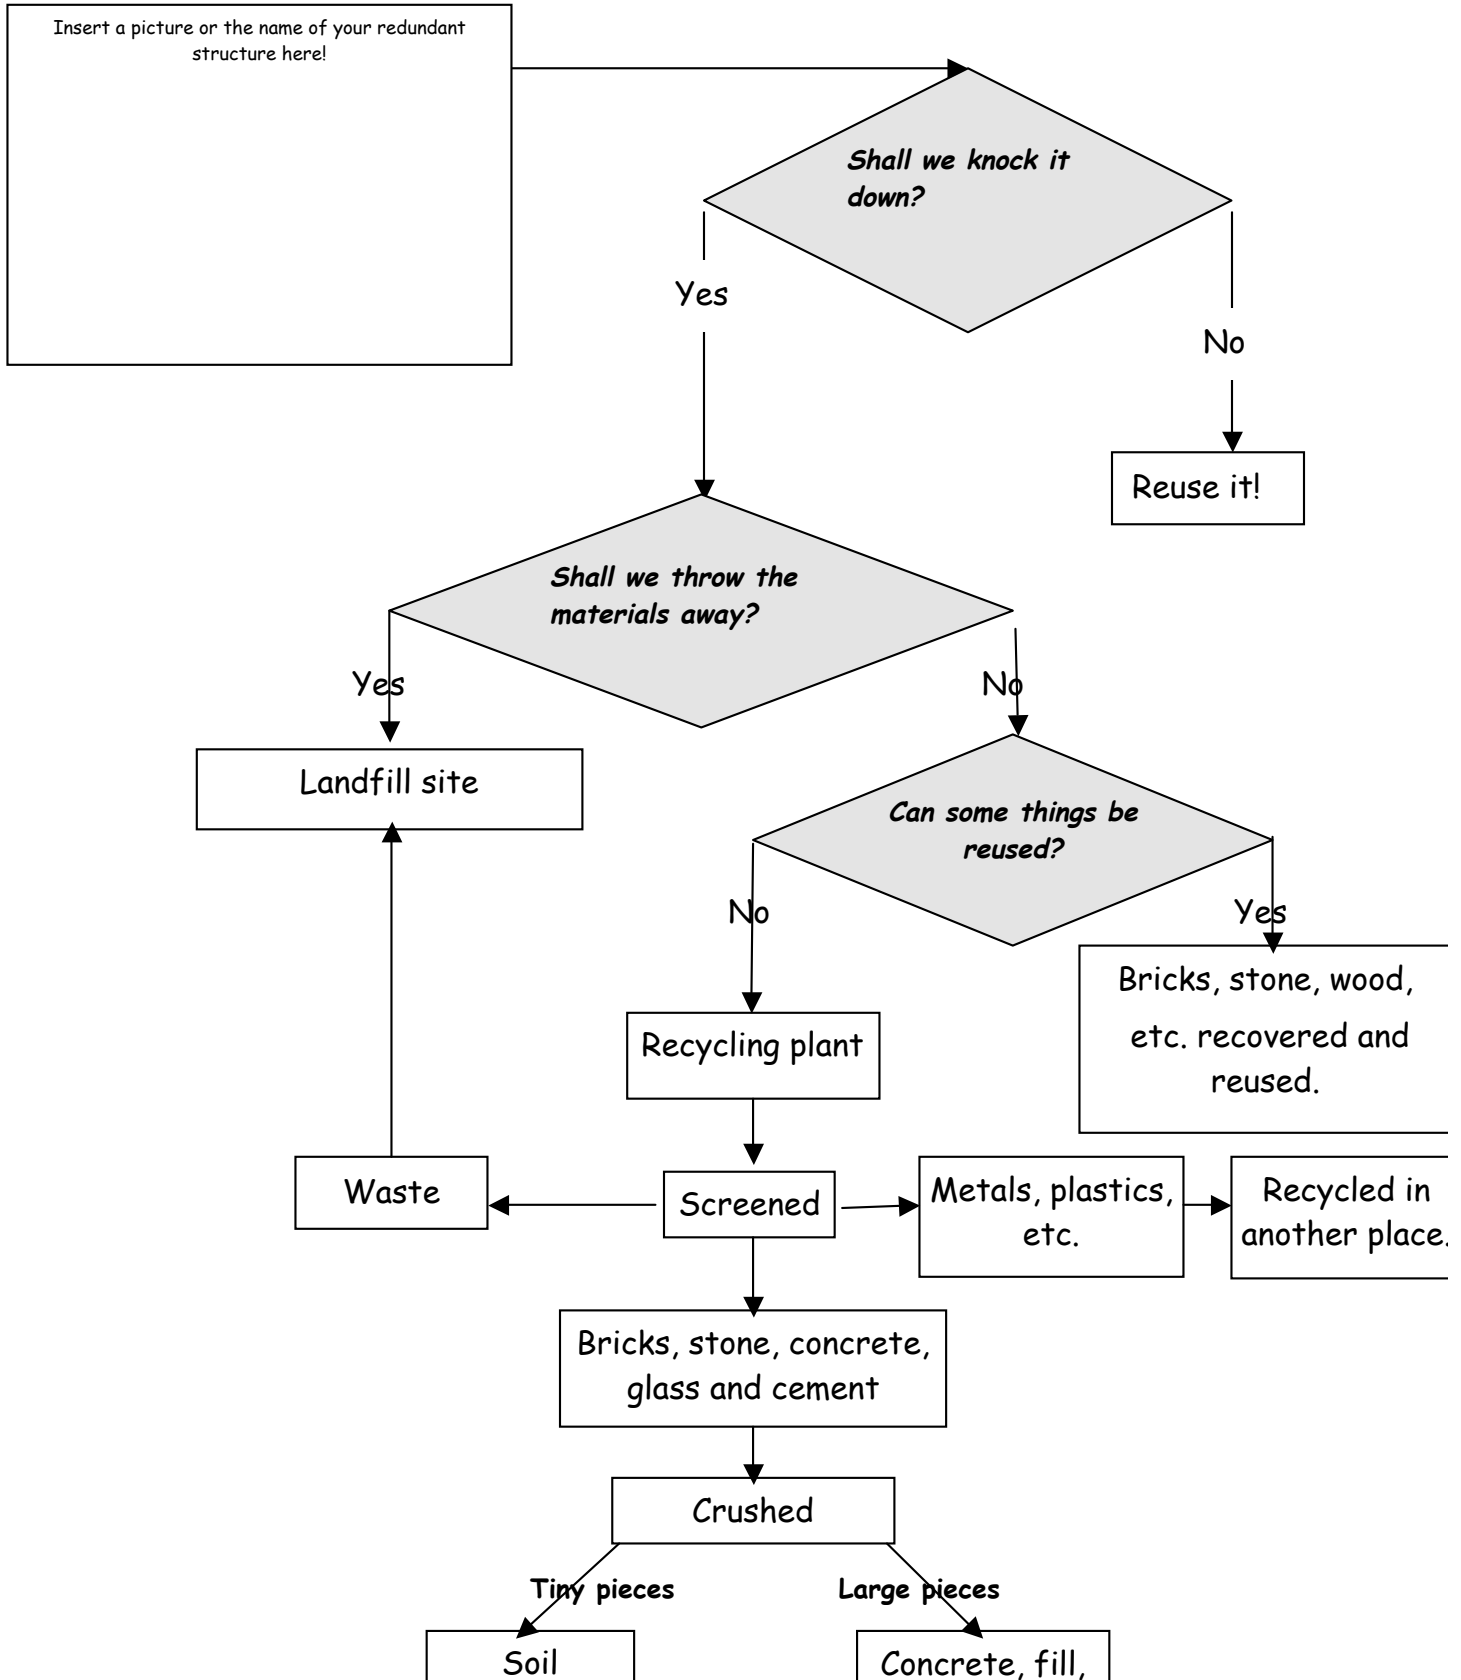 Insert a picture or the name of your redundant
structure here!
Shall we knock it
down?
Yes
No
Reuse it!
Shall we throw the
materials away?
Yes
No
Landfill site
Can some things be
reused?
No
Yes
Bricks, stone, wood,
etc. recovered and
reused.
Recycling plant
Waste
Screened
Metals, plastics,
etc.
Recycled in
another place.
Bricks, stone, concrete,
glass and cement
Crushed
Tiny pieces
Large pieces
Soil
Concrete, fill,